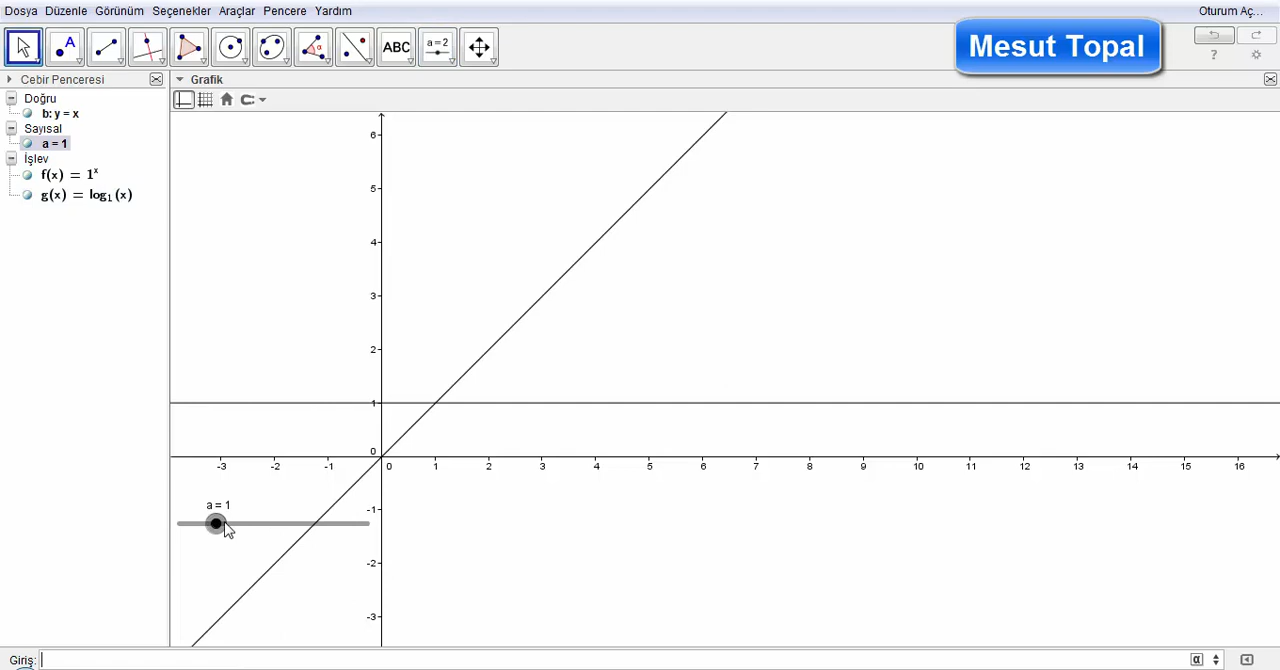 Dosya Düzenle Görünüm Seçenekler Araçlar Pencere Yardım Oturum Aç...
A ABC a=2 Mesut Topal ?
Cebir Penceresi Grafik
Doğru
b: y = x
Sayısal
a = 1
İşlev
f(x) = 1ˣ
g(x) = log₁(x)
6
5
4
3
2
1
0
-3 -2 -1 0 1 2 3 4 5 6 7 8 9 10 11 12 13 14 15 16
a = 1
-1
-2
-3
Giriş: α